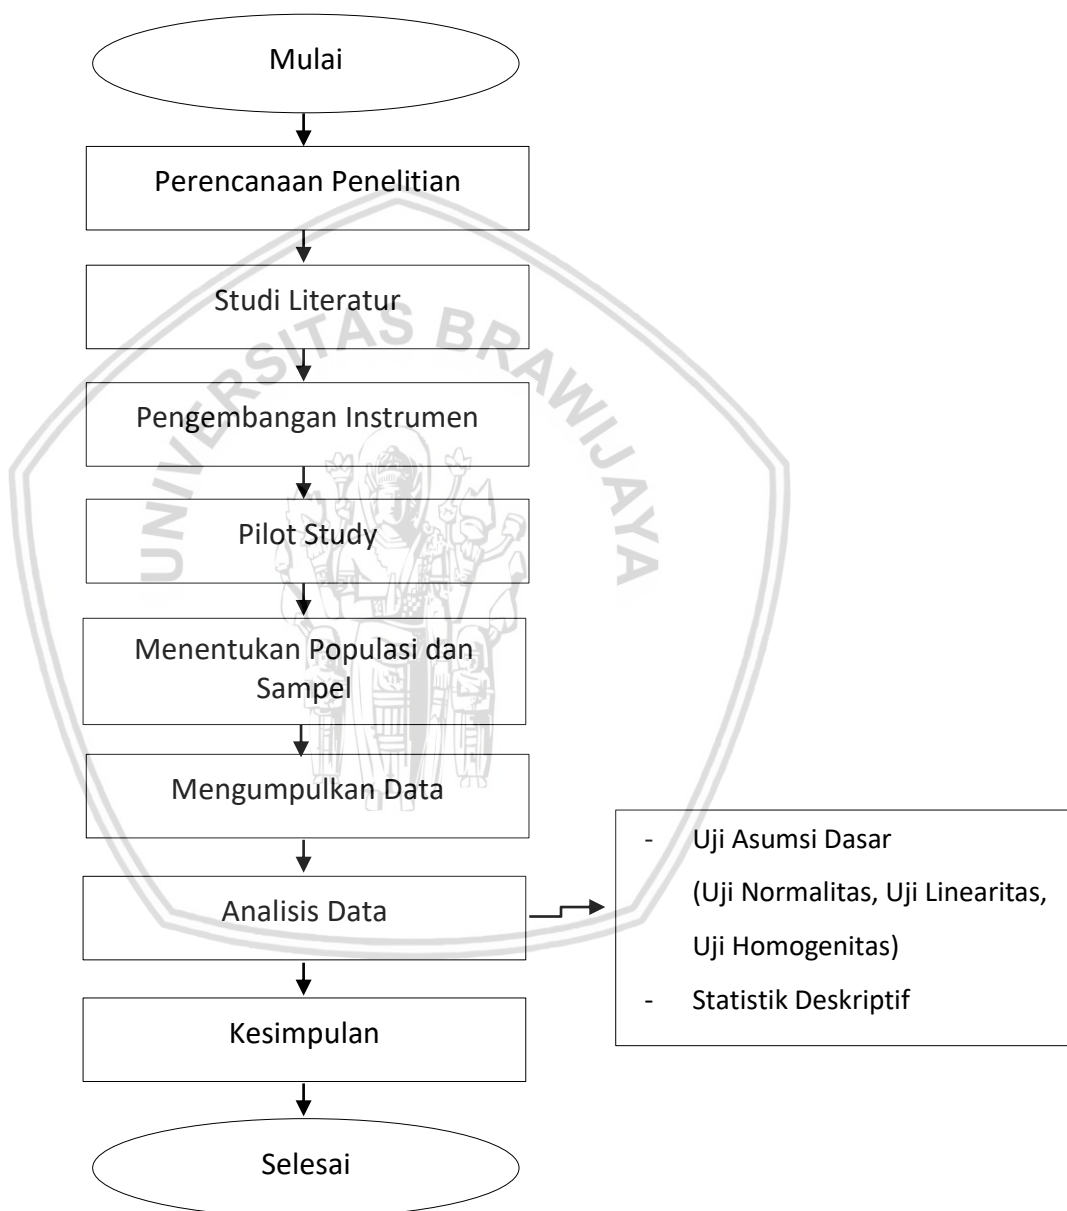 Mulai
Perencanaan Penelitian
Studi Literatur
UNIVERSITAS BRAWIJAYA
Pengembangan Instrumen
Pilot Study
Menentukan Populasi dan
Sampel
Mengumpulkan Data
Analisis Data
- Uji Asumsi Dasar
(Uji Normalitas, Uji Linearitas,
Uji Homogenitas)
- Statistik Deskriptif
Kesimpulan
Selesai